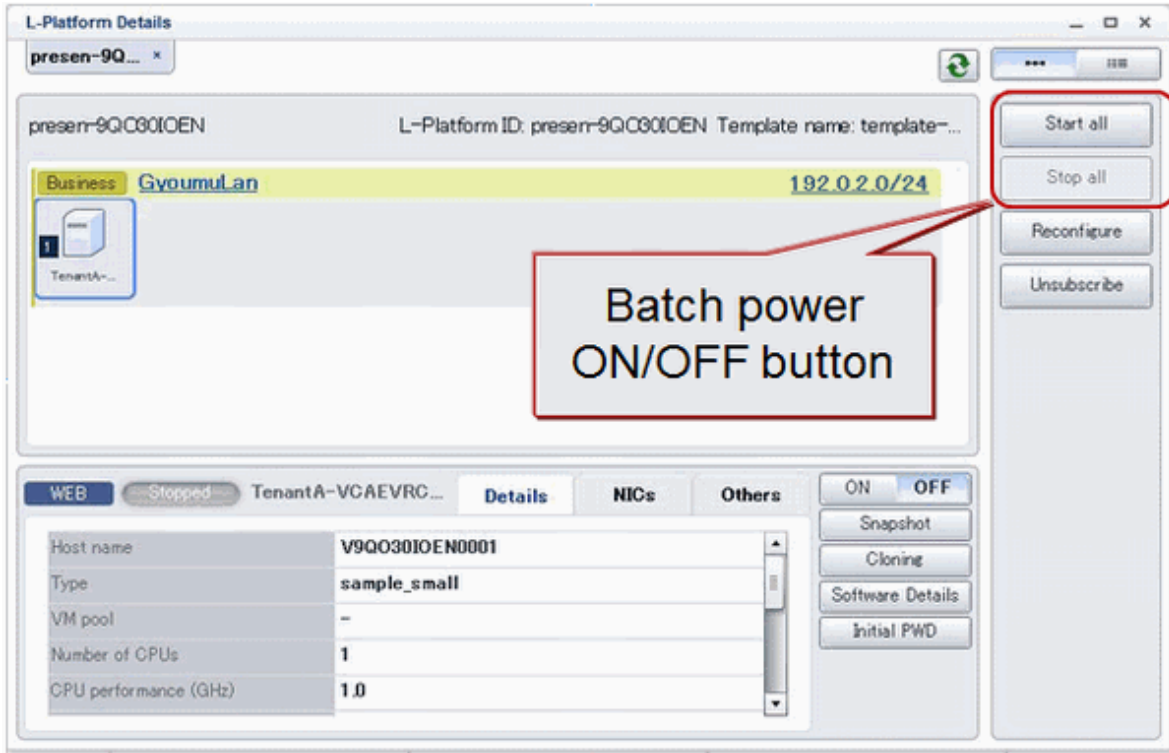 L-Platform Details
presen-9Q... ×
presen-9QC30IOEN L-Platform ID: presen-9QC30IOEN Template name: template-...
Start all
Stop all
Reconfigure
Unsubscribe
Business GyoumuLan 192.0.2.0/24
1
TenantA-...
Batch power
ON/OFF button
WEB Stopped TenantA-VCAEVRC... Details NICs Others
ON OFF
Snapshot
Cloning
Software Details
Initial PWD
Host name V9QO30IOEN0001
Type sample_small
VM pool -
Number of CPUs 1
CPU performance (GHz) 1.0